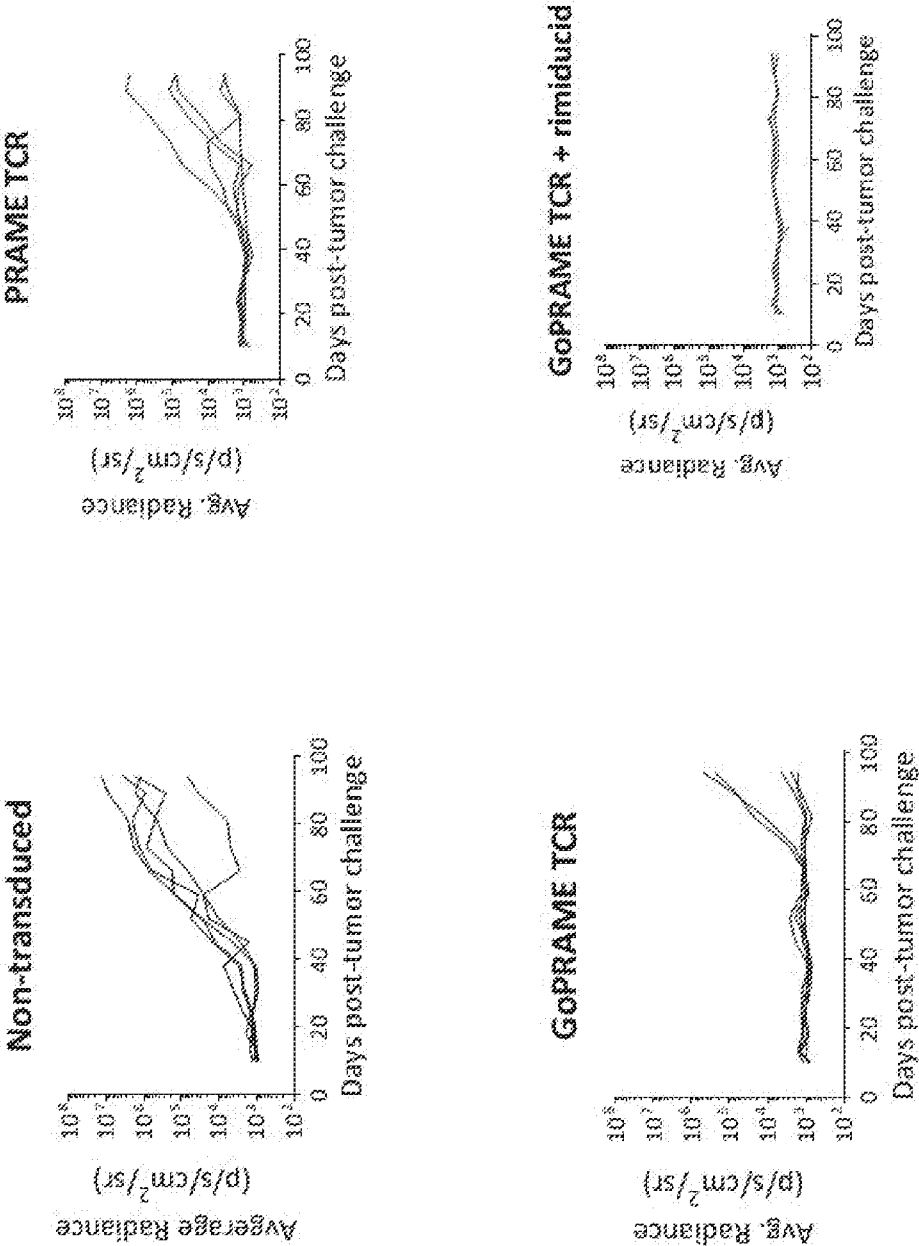 Non-transduced
Avgerage Radiance
(p/s/cm²/sr)
10⁸
10⁷
10⁶
10⁵
10⁴
10³
10²
0 20 40 60 80 100
Days post-tumor challenge
PRAME TCR
Avg. Radiance
(p/s/cm²/sr)
10⁸
10⁷
10⁶
10⁵
10⁴
10³
10²
0 20 40 60 80 100
Days post-tumor challenge
GoPRAME TCR
Avg. Radiance
(p/s/cm²/sr)
10⁸
10⁷
10⁶
10⁵
10⁴
10³
10²
0 20 40 60 80 100
Days post-tumor challenge
GoPRAME TCR + rimiducid
Avg. Radiance
(p/s/cm²/sr)
10⁸
10⁷
10⁶
10⁵
10⁴
10³
10²
0 20 40 60 80 100
Days post-tumor challenge